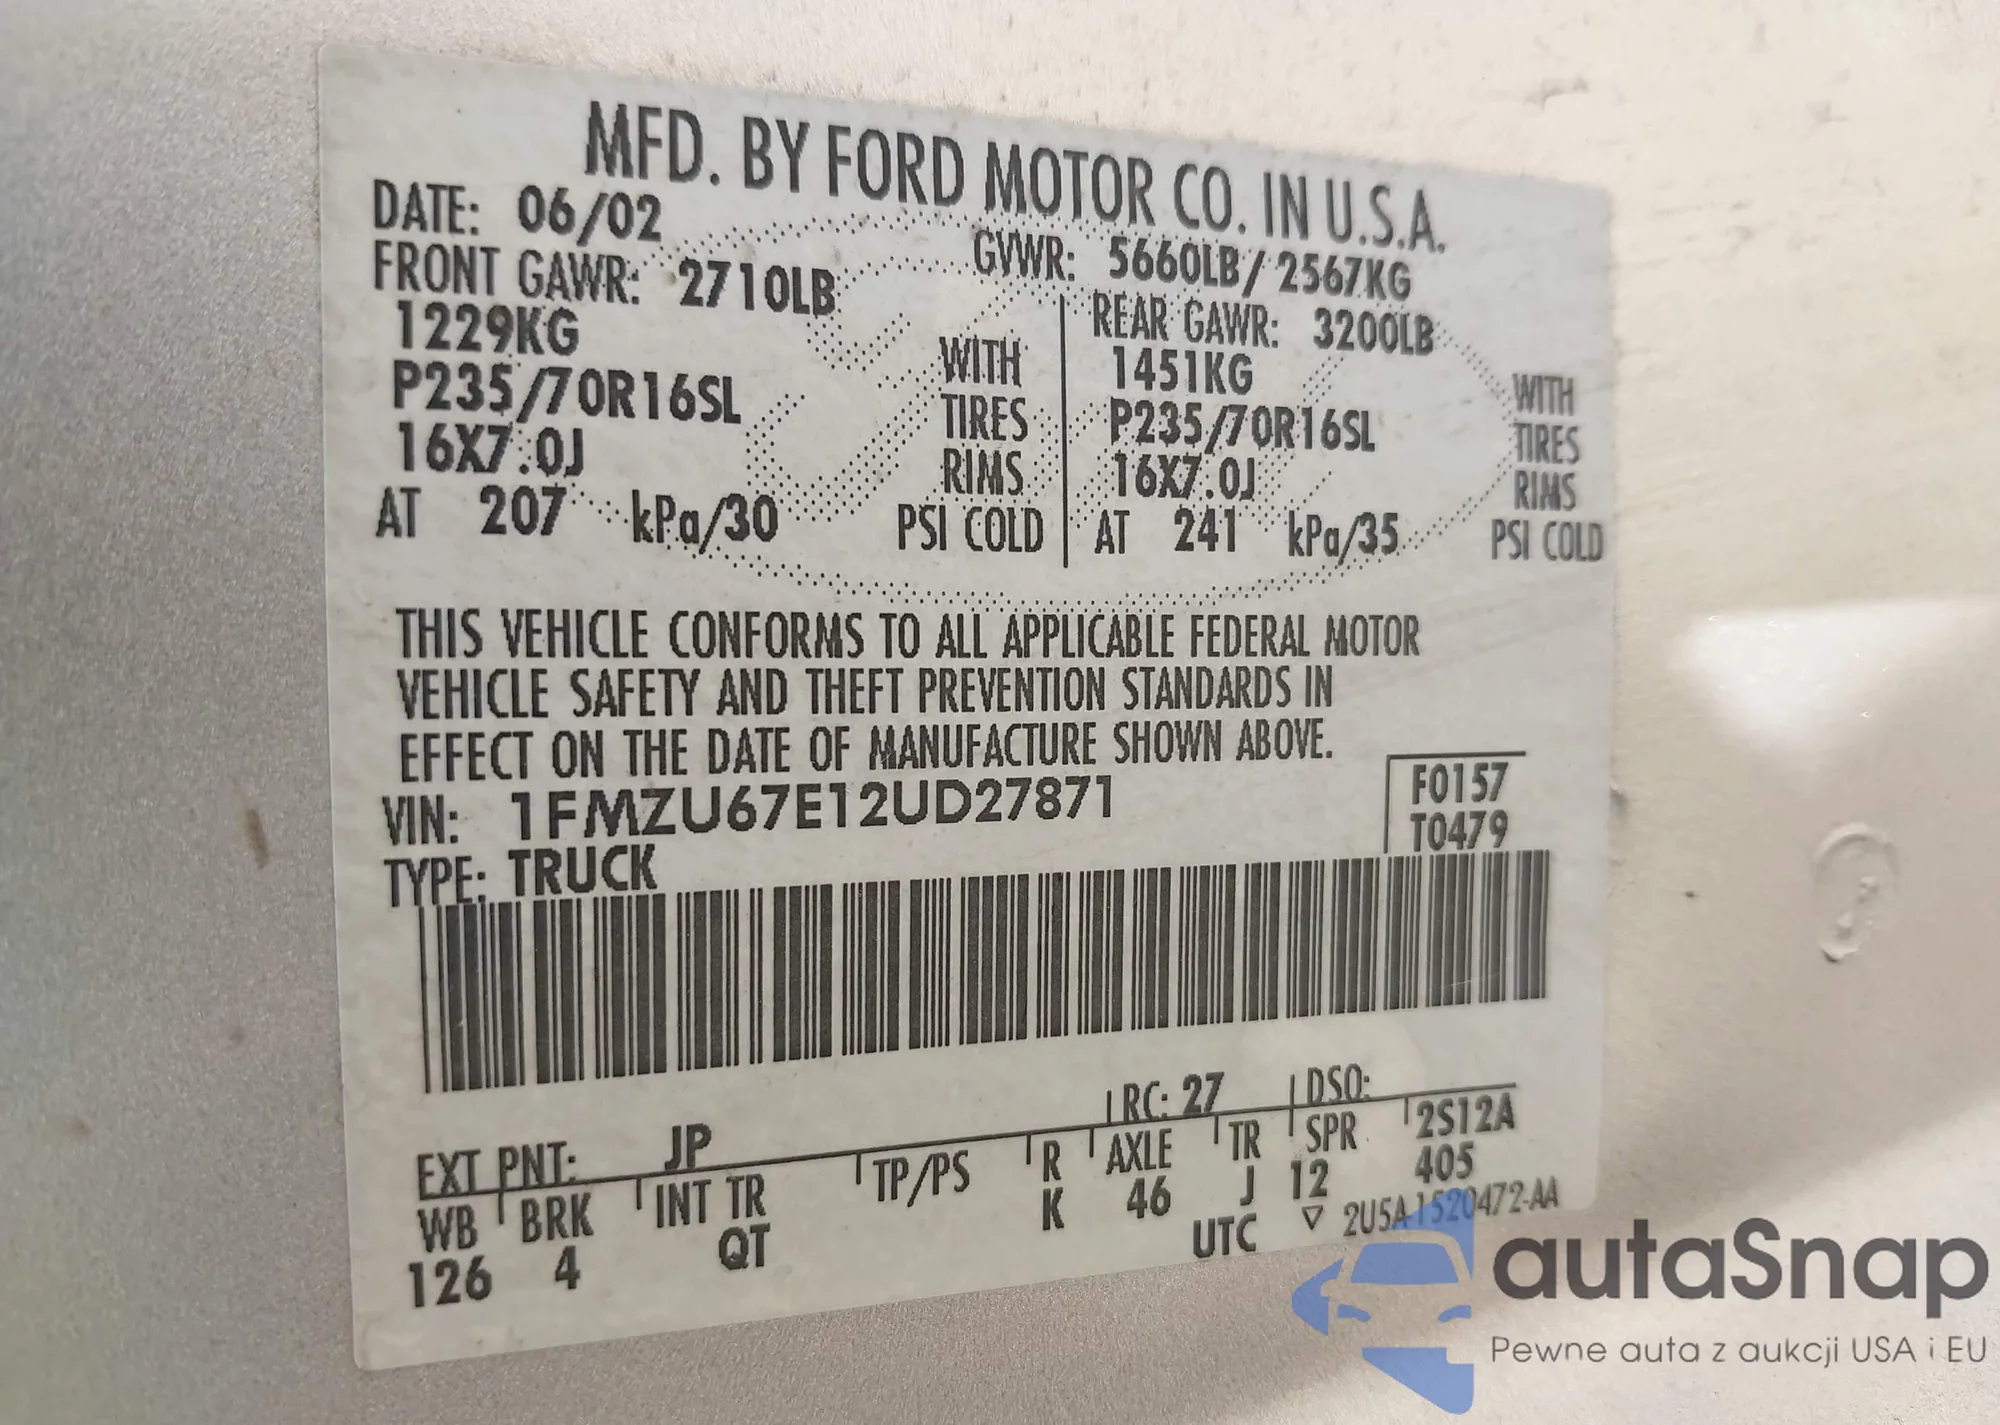 MFD. BY FORD MOTOR CO. IN U.S.A.
DATE: 06/02
GVWR: 5660LB/2567KG
FRONT GAWR: 2710LB
1229KG WITH
P235/70R16SL TIRES
16X7.0J RIMS
AT 207 kPa/30 PSI COLD
REAR GAWR: 3200LB
1451KG WITH
P235/70R16SL TIRES
16X7.0J RIMS
AT 241 kPa/35 PSI COLD
THIS VEHICLE CONFORMS TO ALL APPLICABLE FEDERAL MOTOR
VEHICLE SAFETY AND THEFT PREVENTION STANDARDS IN
EFFECT ON THE DATE OF MANUFACTURE SHOWN ABOVE.
VIN: 1FMZU67E12UD27871
TYPE: TRUCK
F0157
T0479
RC: 27 DSO:
EXT PNT: JP
WB BRK INT TR TP/PS R AXLE TR SPR 2S12A
126 4 QT K 46 J 12 405
UTC ▽ 2U5A1520472-AA
autaSnap
Pewne auta z aukcji USA i EU